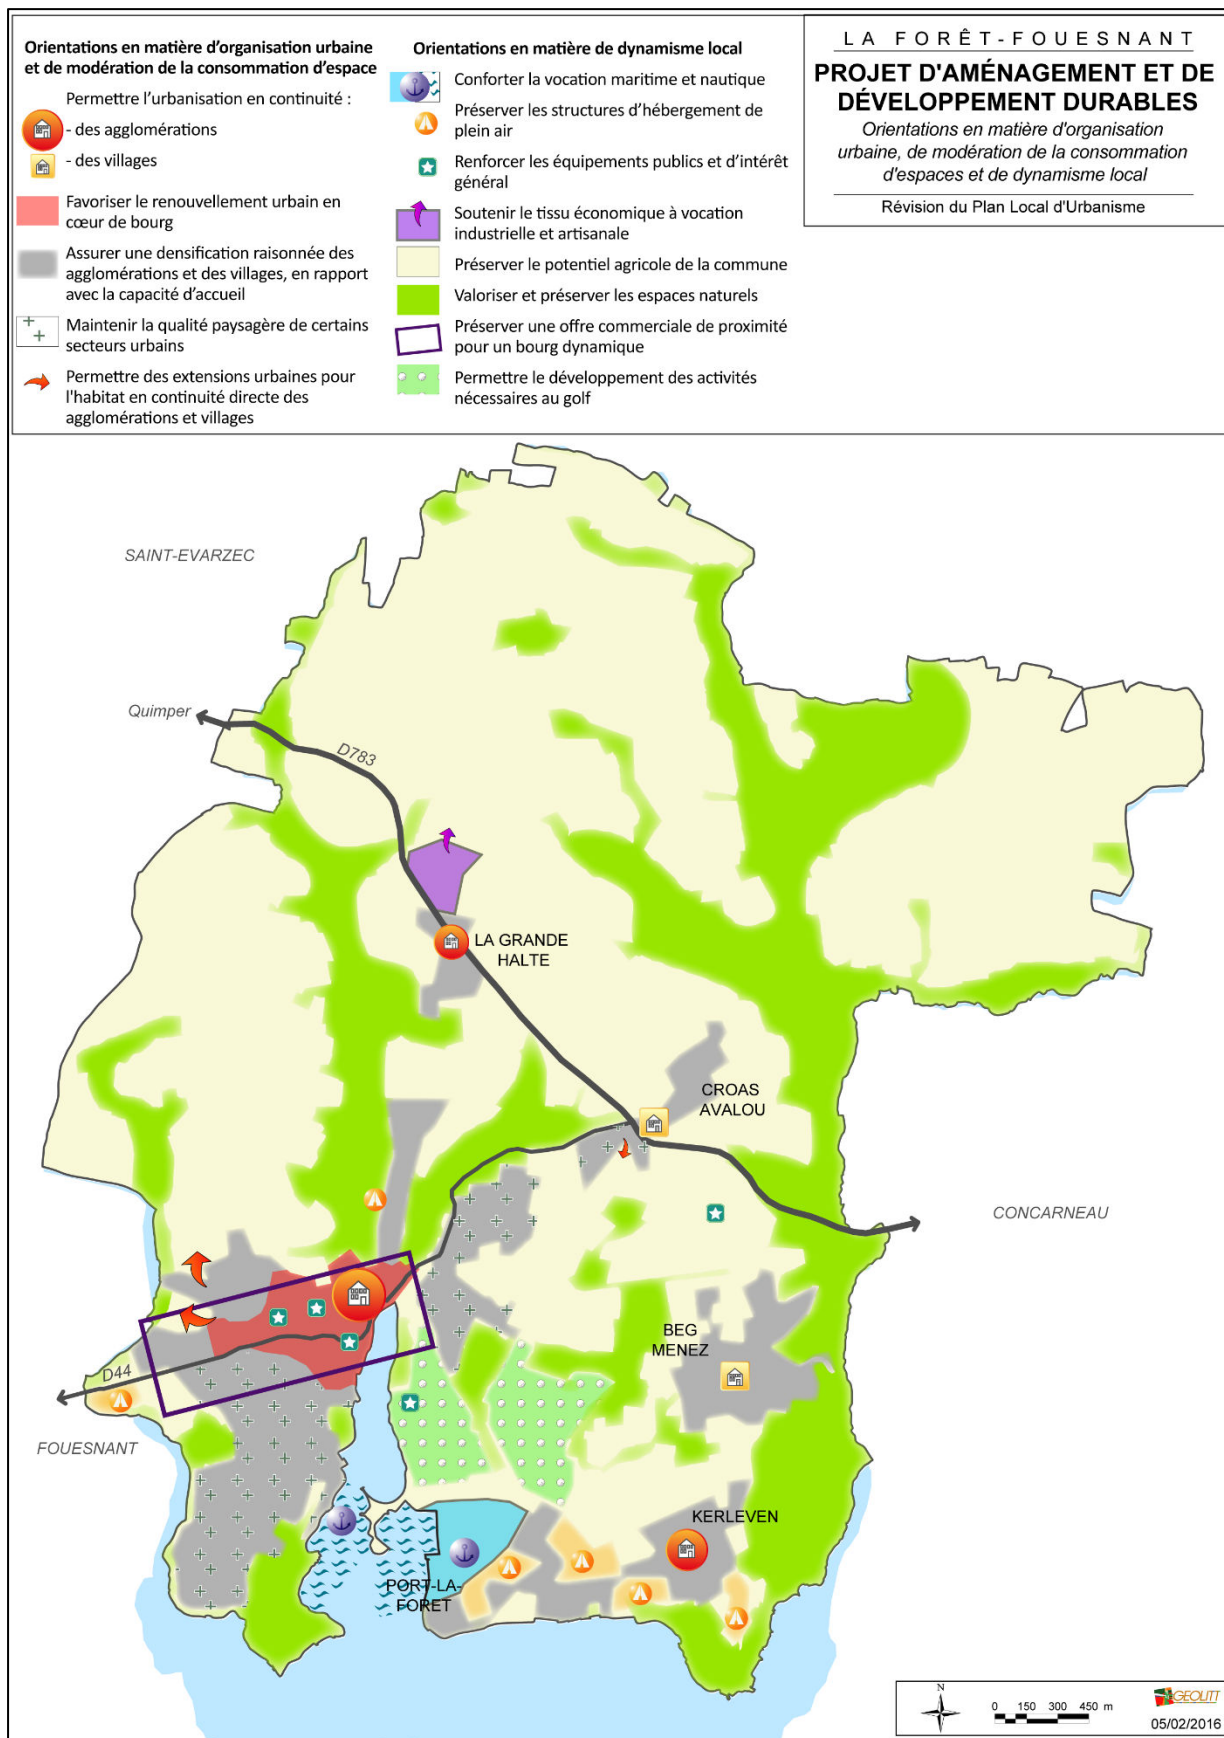 Orientations en matière d'organisation urbaine
et de modération de la consommation d'espace
Permettre l'urbanisation en continuité :
- des agglomérations
- des villages
Favoriser le renouvellement urbain en
cœur de bourg
Assurer une densification raisonnée des
agglomérations et des villages, en rapport
avec la capacité d'accueil
Maintenir la qualité paysagère de certains
secteurs urbains
Permettre des extensions urbaines pour
l'habitat en continuité directe des
agglomérations et villages
Orientations en matière de dynamisme local
Conforter la vocation maritime et nautique
Préserver les structures d'hébergement de
plein air
Renforcer les équipements publics et d'intérêt
général
Soutenir le tissu économique à vocation
industrielle et artisanale
Préserver le potentiel agricole de la commune
Valoriser et préserver les espaces naturels
Préserver une offre commerciale de proximité
pour un bourg dynamique
Permettre le développement des activités
nécessaires au golf
LA FORÊT-FOUESNANT
PROJET D'AMÉNAGEMENT ET DE
DÉVELOPPEMENT DURABLES
Orientations en matière d'organisation
urbaine, de modération de la consommation
d'espaces et de dynamisme local
Révision du Plan Local d'Urbanisme
SAINT-EVARZEC
Quimper
D783
LA GRANDE
HALTE
CROAS
AVALOU
CONCARNEAU
BEG
MENEZ
D44
FOUESNANT
KERLEVEN
PORT-LA-
FORET
N
0 150 300 450 m
GEOLITT
05/02/2016